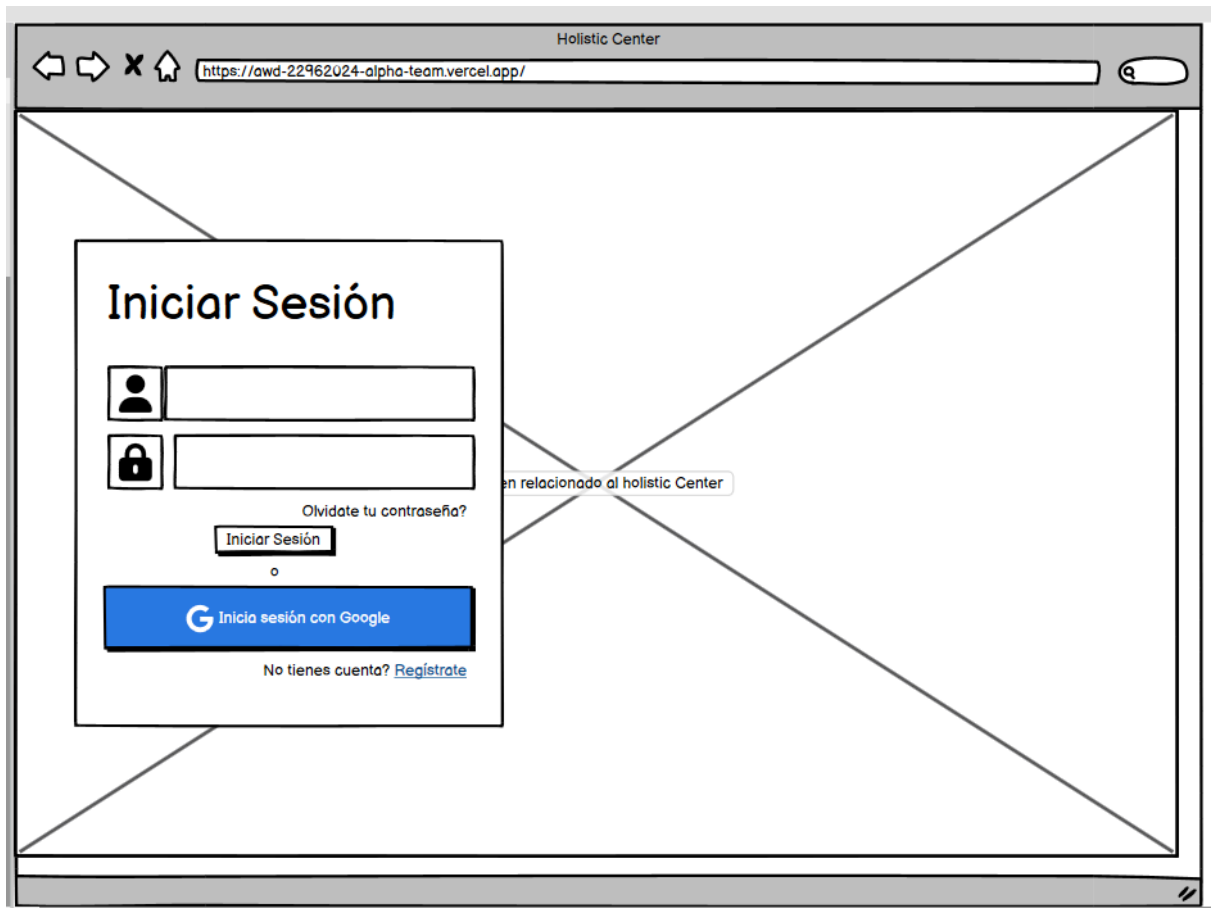 Holistic Center
https://awd-22962024-alpha-team.vercel.app/
Iniciar Sesión
en relacionado al holistic Center
Olvidate tu contraseña?
Iniciar Sesión
o
G Inicia sesión con Google
No tienes cuenta? Regístrate